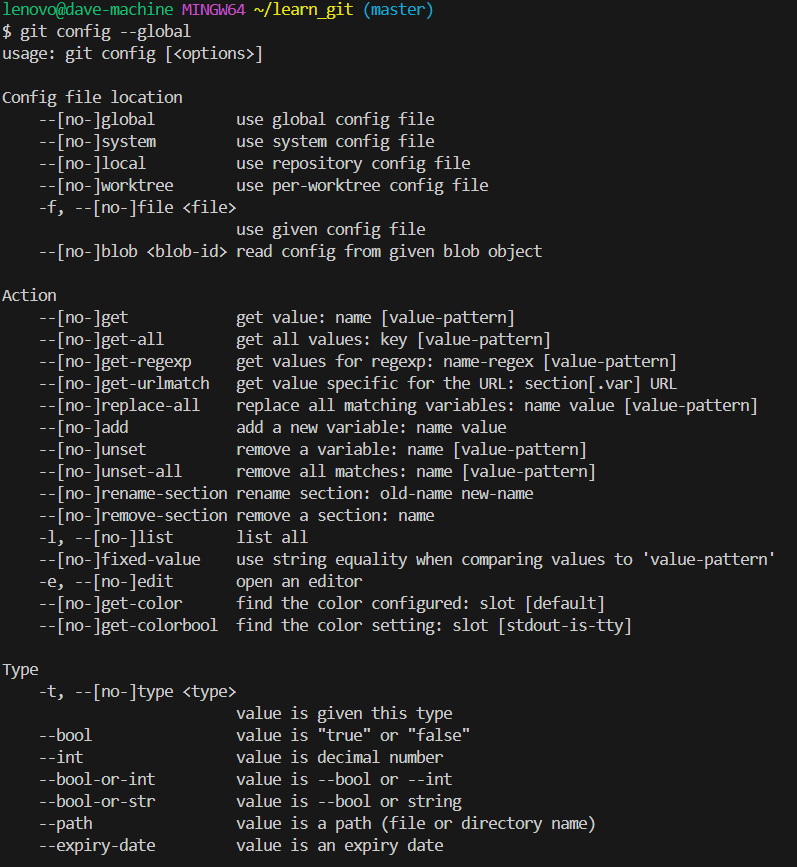 lenovo@dave-machine MINGW64 ~/learn_git (master)
$ git config --global
usage: git config [<options>]

Config file location
    --[no-]global         use global config file
    --[no-]system         use system config file
    --[no-]local          use repository config file
    --[no-]worktree       use per-worktree config file
    -f, --[no-]file <file>
                          use given config file
    --[no-]blob <blob-id> read config from given blob object

Action
    --[no-]get            get value: name [value-pattern]
    --[no-]get-all        get all values: key [value-pattern]
    --[no-]get-regexp     get values for regexp: name-regex [value-pattern]
    --[no-]get-urlmatch   get value specific for the URL: section[.var] URL
    --[no-]replace-all    replace all matching variables: name value [value-pattern]
    --[no-]add            add a new variable: name value
    --[no-]unset          remove a variable: name [value-pattern]
    --[no-]unset-all      remove all matches: name [value-pattern]
    --[no-]rename-section rename section: old-name new-name
    --[no-]remove-section remove a section: name
    -l, --[no-]list       list all
    --[no-]fixed-value    use string equality when comparing values to 'value-pattern'
    -e, --[no-]edit       open an editor
    --[no-]get-color      find the color configured: slot [default]
    --[no-]get-colorbool  find the color setting: slot [stdout-is-tty]

Type
    -t, --[no-]type <type>
                          value is given this type
    --bool                value is "true" or "false"
    --int                 value is decimal number
    --bool-or-int         value is --bool or --int
    --bool-or-str         value is --bool or string
    --path                value is a path (file or directory name)
    --expiry-date         value is an expiry date